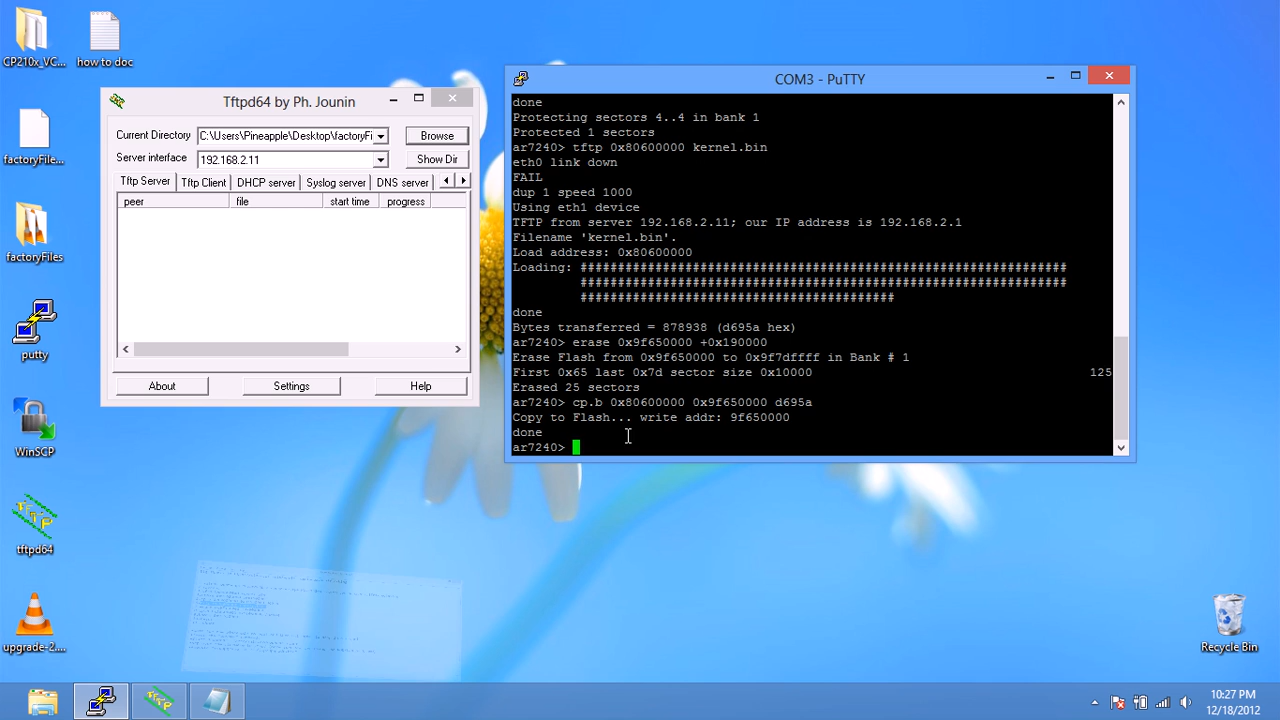 CP210x_VC...
how to doc
factoryFile...
factoryFiles
putty
WinSCP
tftpd64
upgrade-2....
Tftpd64 by Ph. Jounin
Current Directory
C:\Users\Pineapple\Desktop\factoryFi
Browse
Server interface
192.168.2.11
Show Dir
Tftp Server
Tftp Client
DHCP server
Syslog server
DNS server
peer
file
start time
progress
About
Settings
Help
COM3 - PuTTY
done
Protecting sectors 4..4 in bank 1
Protected 1 sectors
ar7240> tftp 0x80600000 kernel.bin
eth0 link down
FAIL
dup 1 speed 1000
Using eth1 device
TFTP from server 192.168.2.11; our IP address is 192.168.2.1
Filename 'kernel.bin'.
Load address: 0x80600000
Loading: #################################################################
#################################################################
##########################################
done
Bytes transferred = 878938 (d695a hex)
ar7240> erase 0x9f650000 +0x190000
Erase Flash from 0x9f650000 to 0x9f7dffff in Bank # 1
First 0x65 last 0x7d sector size 0x10000 125
Erased 25 sectors
ar7240> cp.b 0x80600000 0x9f650000 d695a
Copy to Flash... write addr: 9f650000
done
ar7240>
Recycle Bin
10:27 PM
12/18/2012